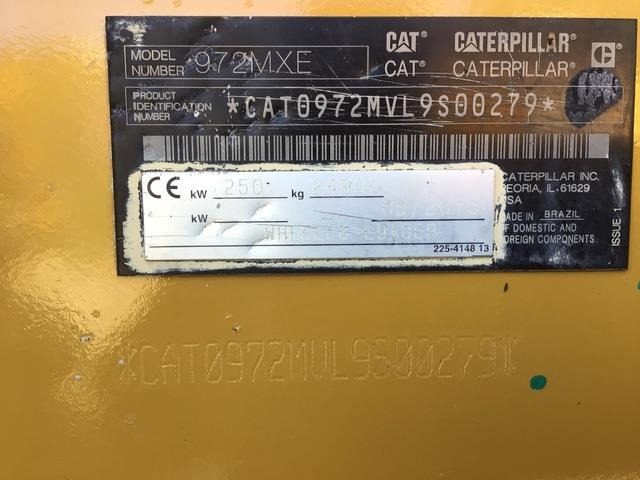 MODEL NUMBER 972MXE
CAT® CATERPILLAR®
CAT® CATERPILLAR®
PRODUCT IDENTIFICATION NUMBER *CAT0972MVL9S00279*
CE kW 250 kg
kW
WHEELED LOADER
225-4148 13
CATERPILLAR INC.
PEORIA, IL 61629
USA
MADE IN BRAZIL
OF DOMESTIC AND
FOREIGN COMPONENTS
ISSUE 1
*CAT0972MVL9S00279*